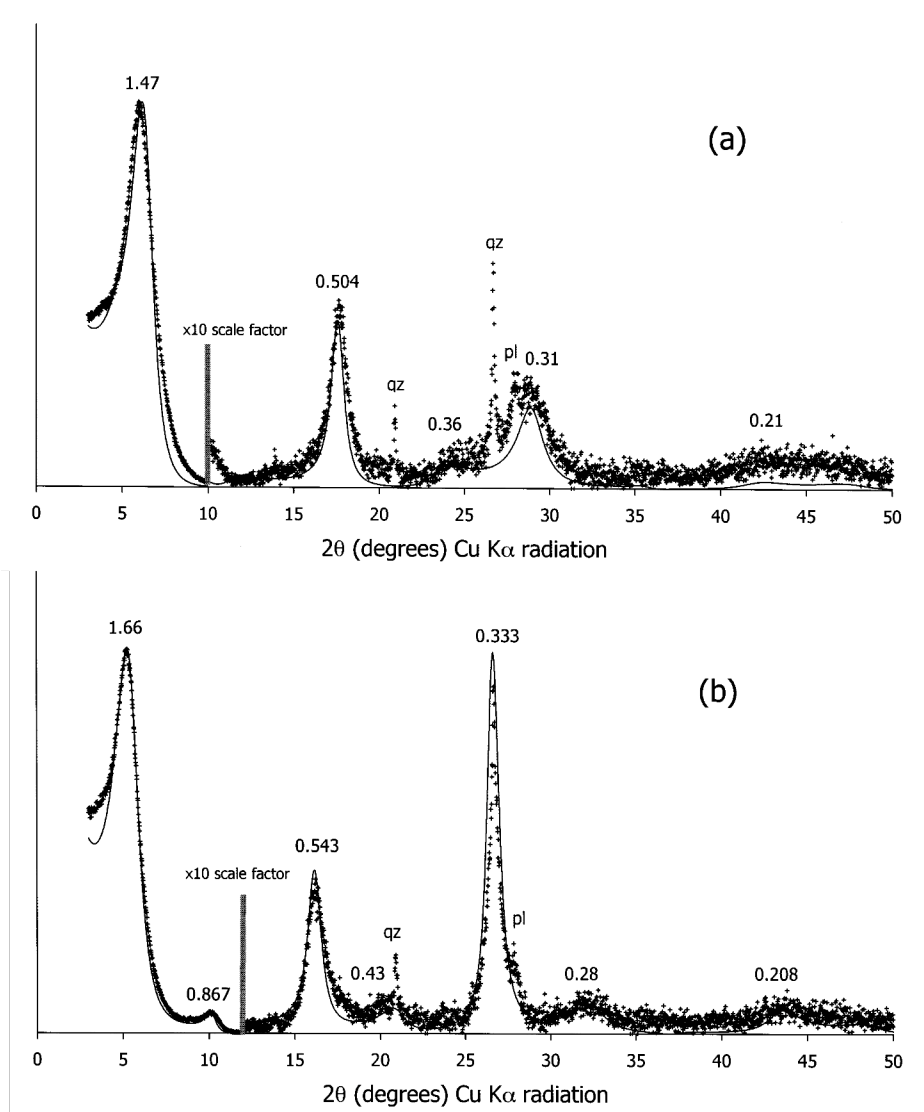 1.47
(a)
qz
0.504
x10 scale factor
pl
0.31
qz
0.36
0.21
0 5 10 15 20 25 30 35 40 45 50
2θ (degrees) Cu Kα radiation
1.66
0.333
(b)
0.543
x10 scale factor
pl
qz
0.867
0.43
0.28
0.208
0 5 10 15 20 25 30 35 40 45 50
2θ (degrees) Cu Kα radiation